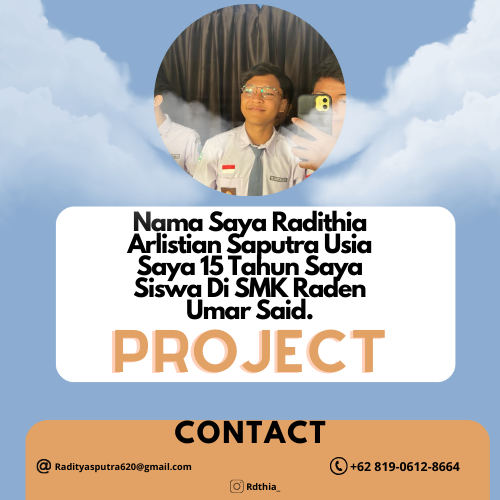 Nama Saya Radithia
Arlistian Saputra Usia
Saya 15 Tahun Saya
Siswa Di SMK Raden
Umar Said.
PROJECT
CONTACT
@ Radityasputra620@gmail.com
+62 819-0612-8664
Rdthia_